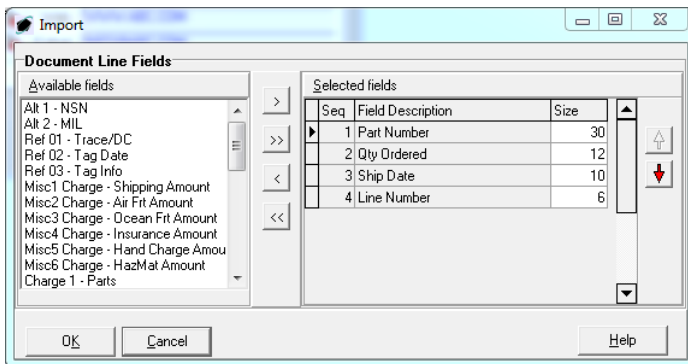 Import
Document Line Fields
Available fields
Alt 1 - NSN
Alt 2 - MIL
Ref 01 - Trace/DC
Ref 02 - Tag Date
Ref 03 - Tag Info
Misc1 Charge - Shipping Amount
Misc2 Charge - Air Frt Amount
Misc3 Charge - Ocean Frt Amount
Misc4 Charge - Insurance Amount
Misc5 Charge - Hand Charge Amou
Misc6 Charge - HazMat Amount
Charge 1 - Parts
>
>>
<
<<
Selected fields
Seq Field Description Size
1 Part Number 30
2 Qty Ordered 12
3 Ship Date 10
4 Line Number 6
OK
Cancel
Help